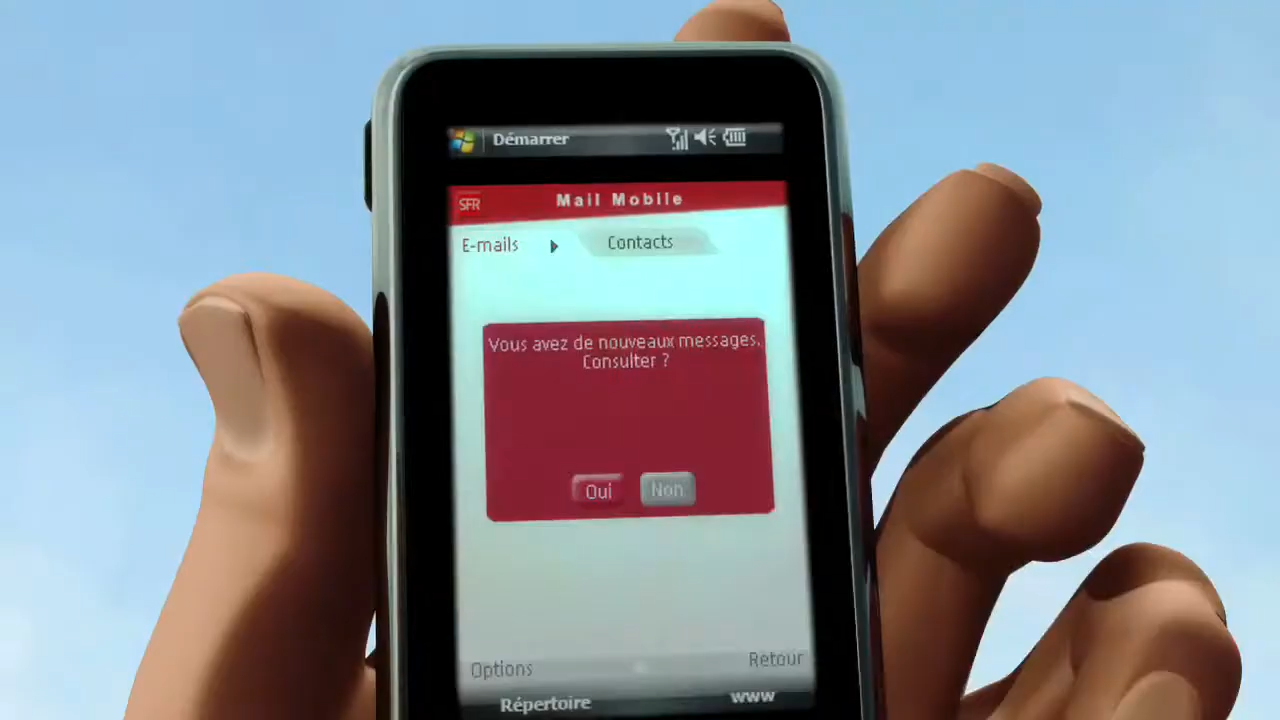 Démarrer
SFR
Mail Mobile
E-mails
Contacts
Vous avez de nouveaux messages.
Consulter ?
Oui
Non
Options
Retour
Répertoire
www